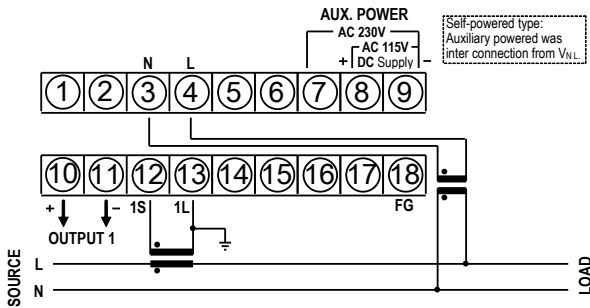 AUX. POWER
AC 230V
AC 115V
+ DC Supply −
Self-powered type:
Auxiliary powered was
inter connection from VNL.
N L
1 2 3 4 5 6 7 8 9
10 11 12 13 14 15 16 17 18
+ − 1S 1L FG
OUTPUT 1
SOURCE
L
N
LOAD